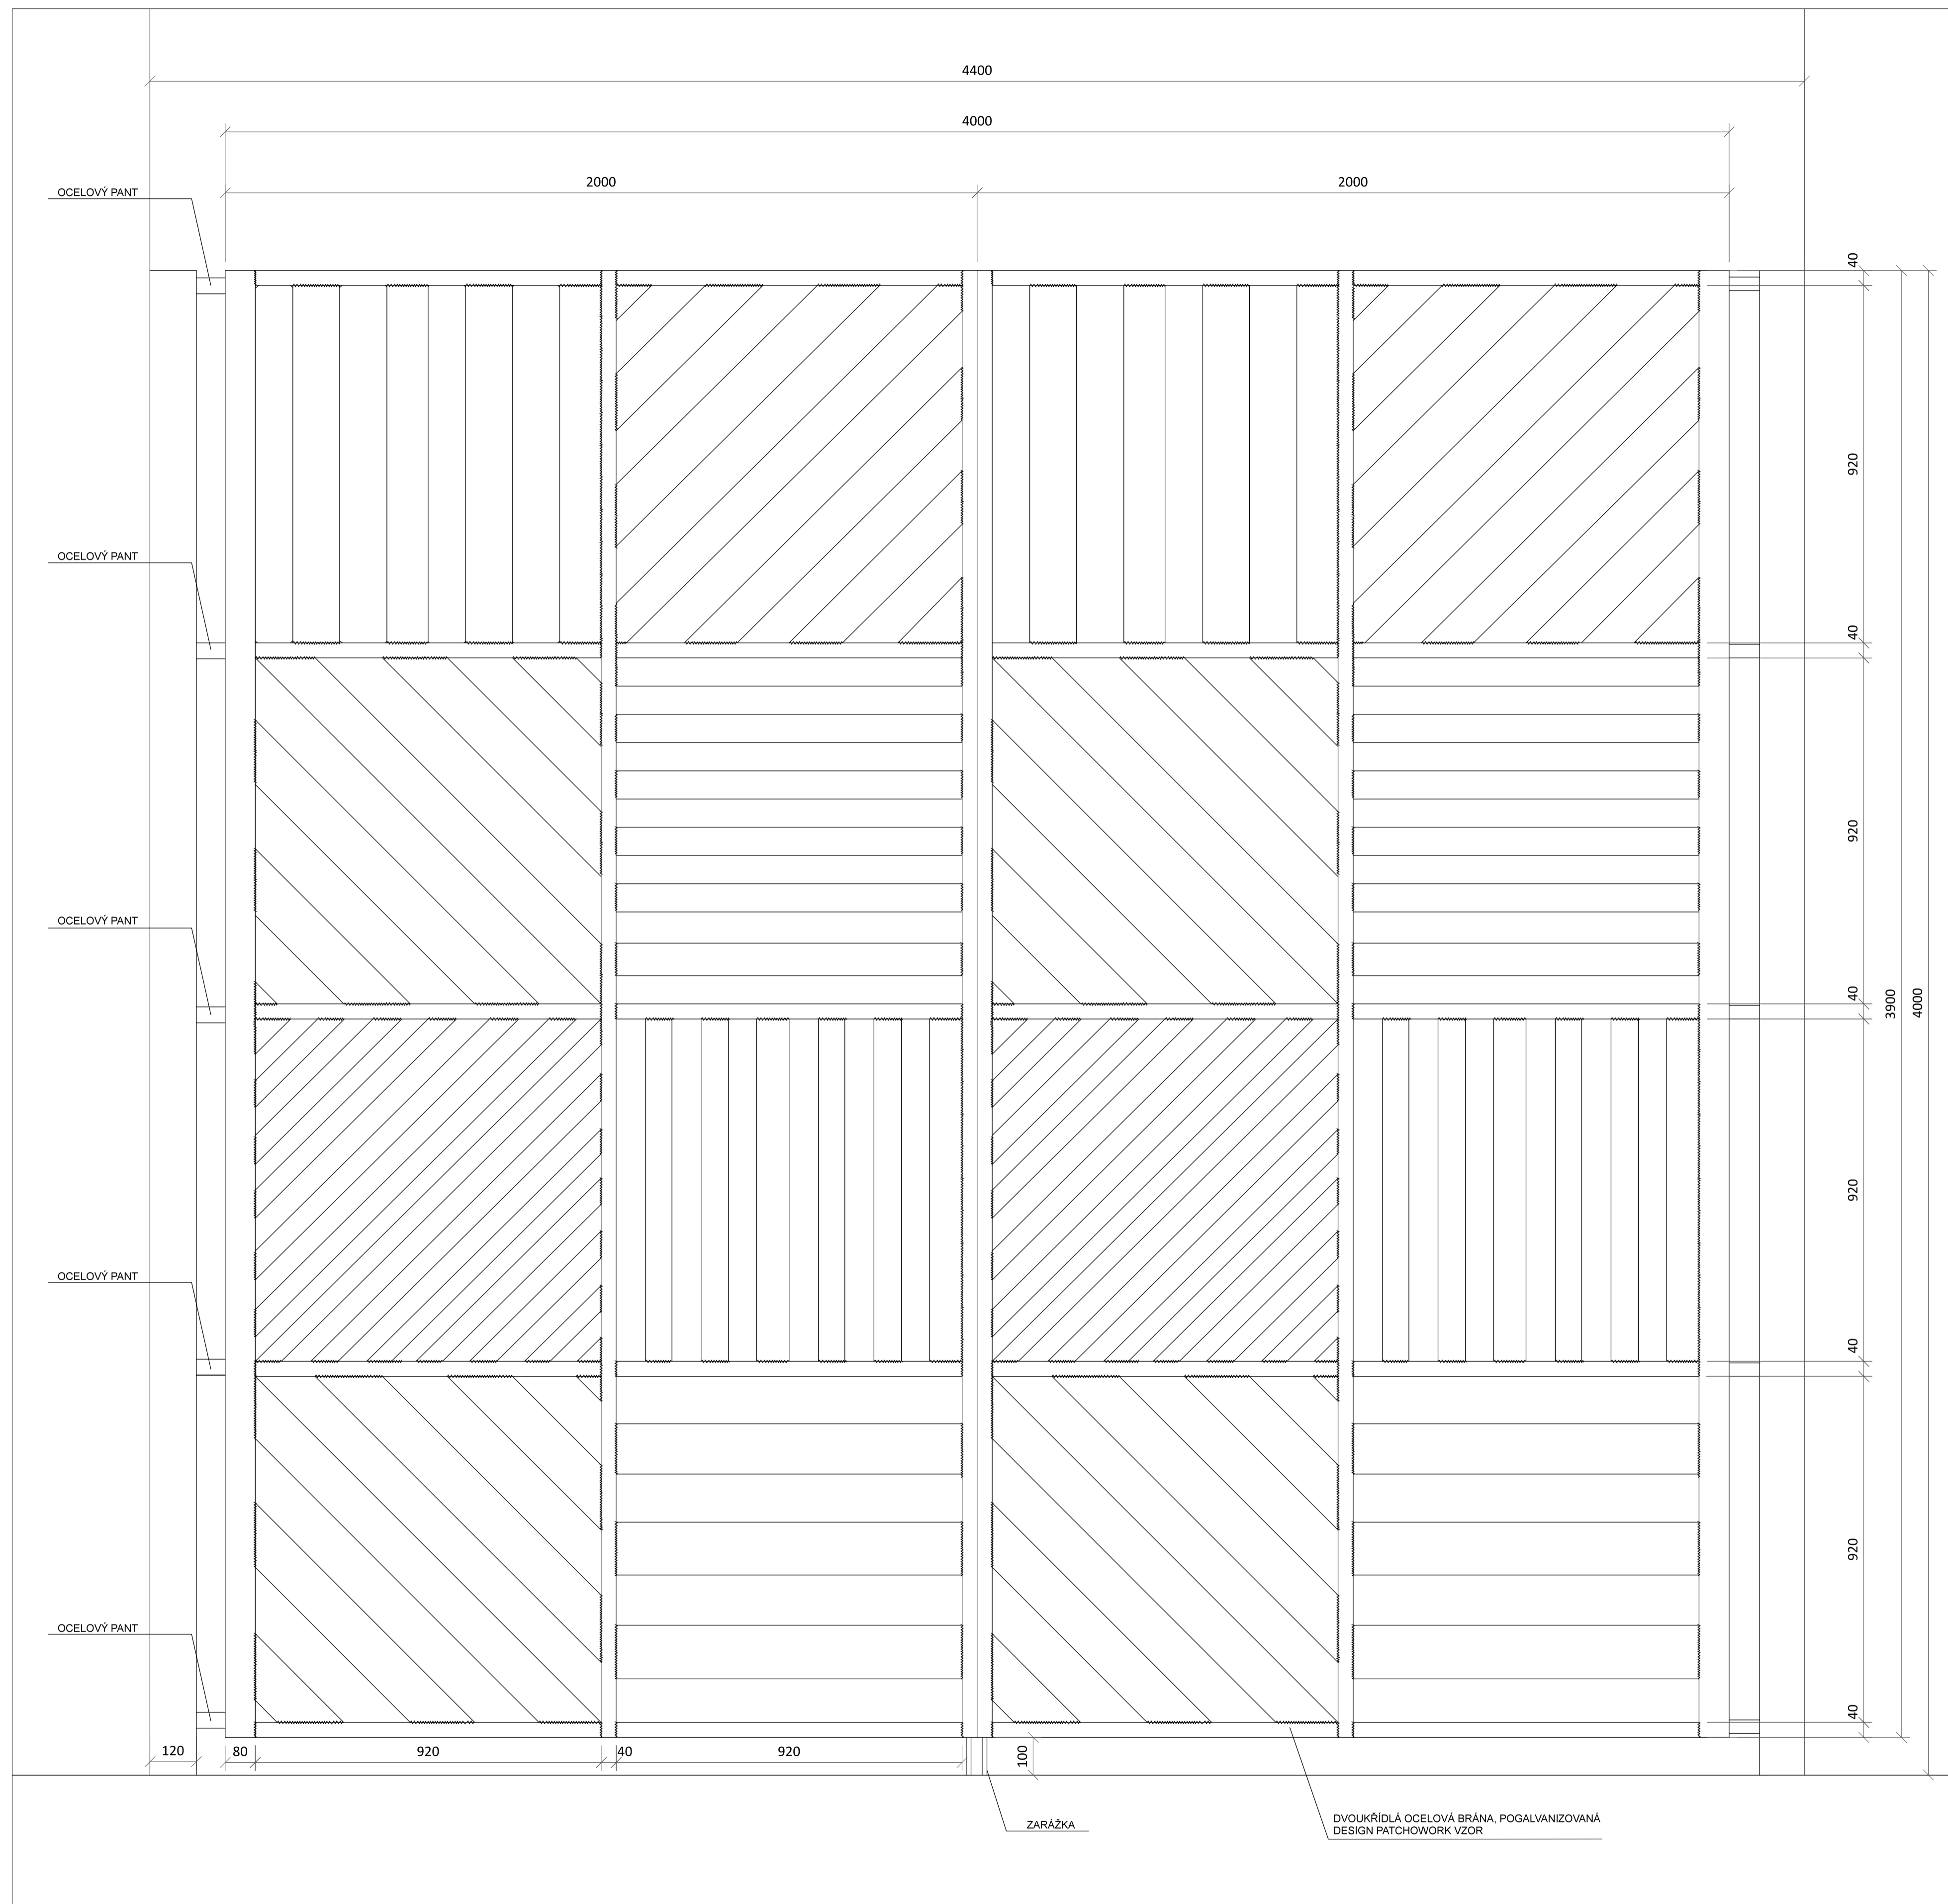 4400
4000
2000
2000
OCELOVÝ PANT
40
920
OCELOVÝ PANT
40
920
OCELOVÝ PANT
40
3900
4000
920
OCELOVÝ PANT
40
920
OCELOVÝ PANT
40
120
80
920
40
920
100
ZARÁŽKA
DVOUKŘÍDLÁ OCELOVÁ BRÁNA, POGALVANIZOVANÁ
DESIGN PATCHOWORK VZOR